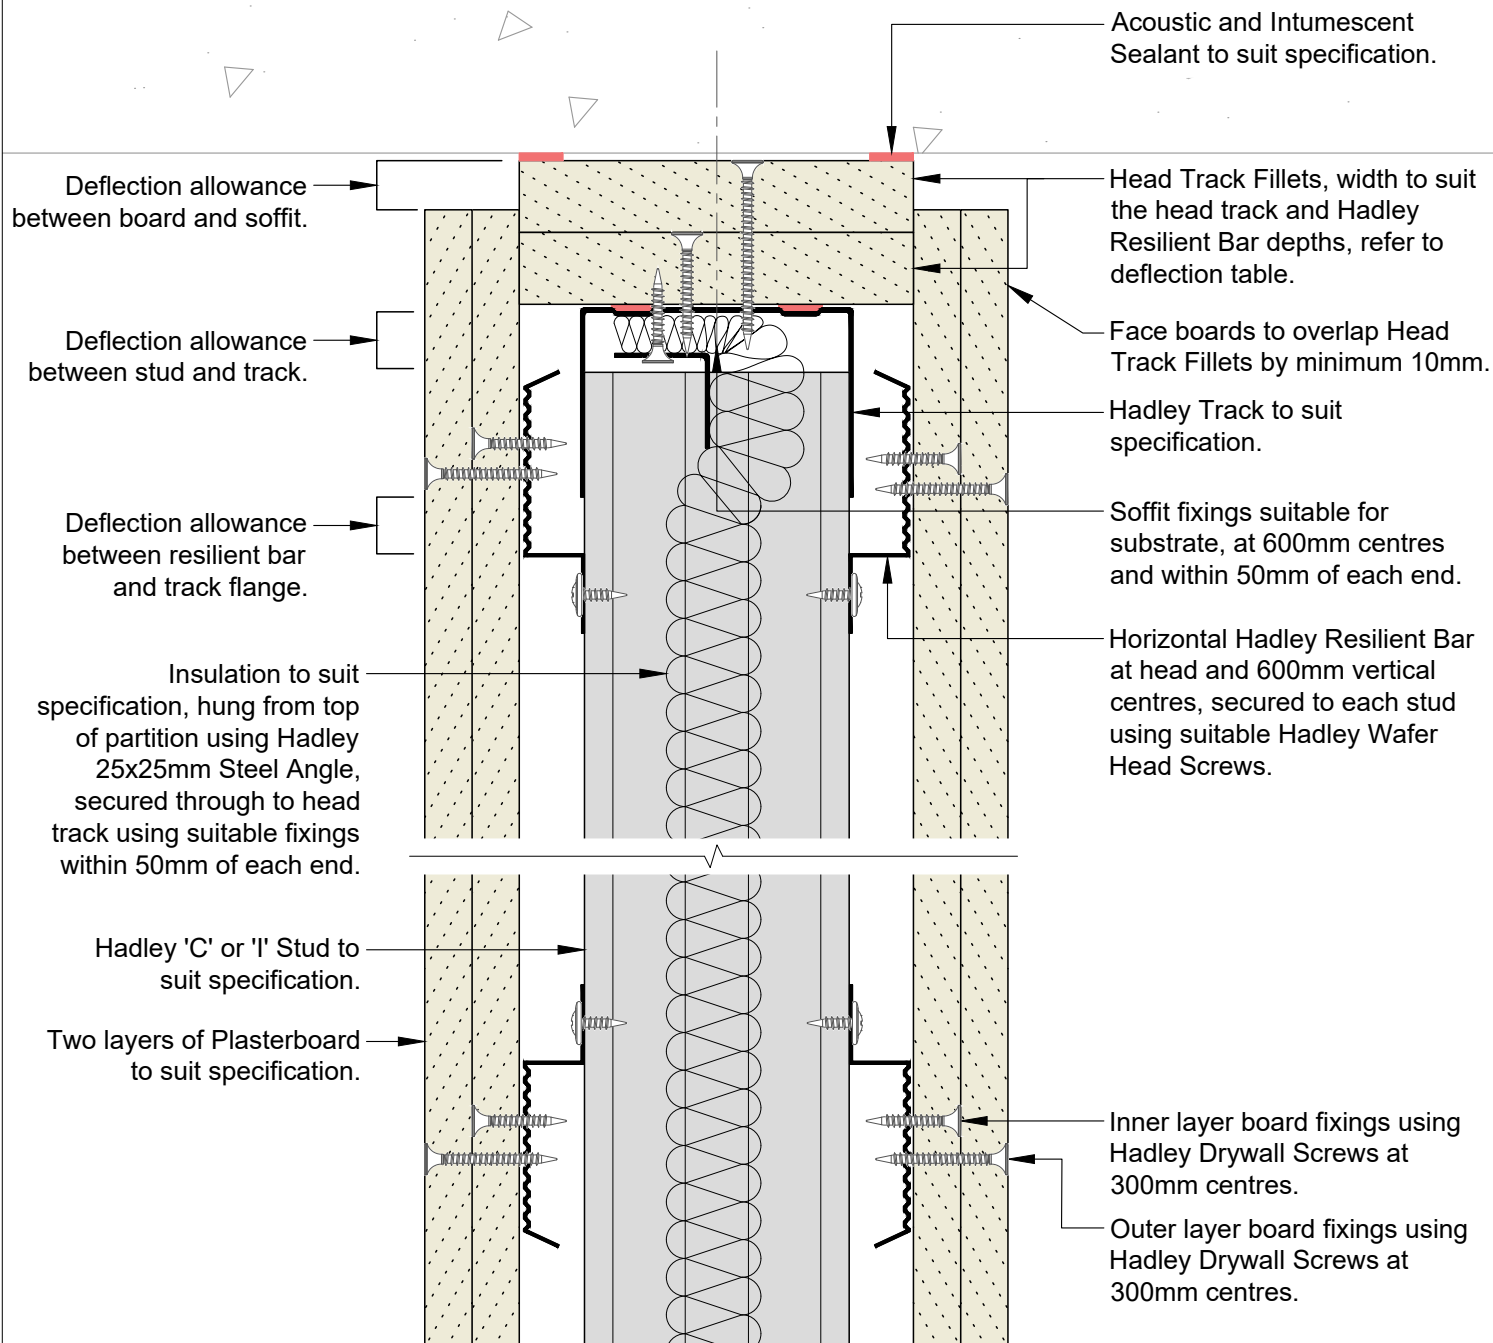 Acoustic and Intumescent
Sealant to suit specification.
Deflection allowance
between board and soffit.
Head Track Fillets, width to suit
the head track and Hadley
Resilient Bar depths, refer to
deflection table.
Deflection allowance
between stud and track.
Face boards to overlap Head
Track Fillets by minimum 10mm.
Hadley Track to suit
specification.
Deflection allowance
between resilient bar
and track flange.
Soffit fixings suitable for
substrate, at 600mm centres
and within 50mm of each end.
Horizontal Hadley Resilient Bar
at head and 600mm vertical
centres, secured to each stud
using suitable Hadley Wafer
Head Screws.
Insulation to suit
specification, hung from top
of partition using Hadley
25x25mm Steel Angle,
secured through to head
track using suitable fixings
within 50mm of each end.
Hadley 'C' or 'I' Stud to
suit specification.
Two layers of Plasterboard
to suit specification.
Inner layer board fixings using
Hadley Drywall Screws at
300mm centres.
Outer layer board fixings using
Hadley Drywall Screws at
300mm centres.